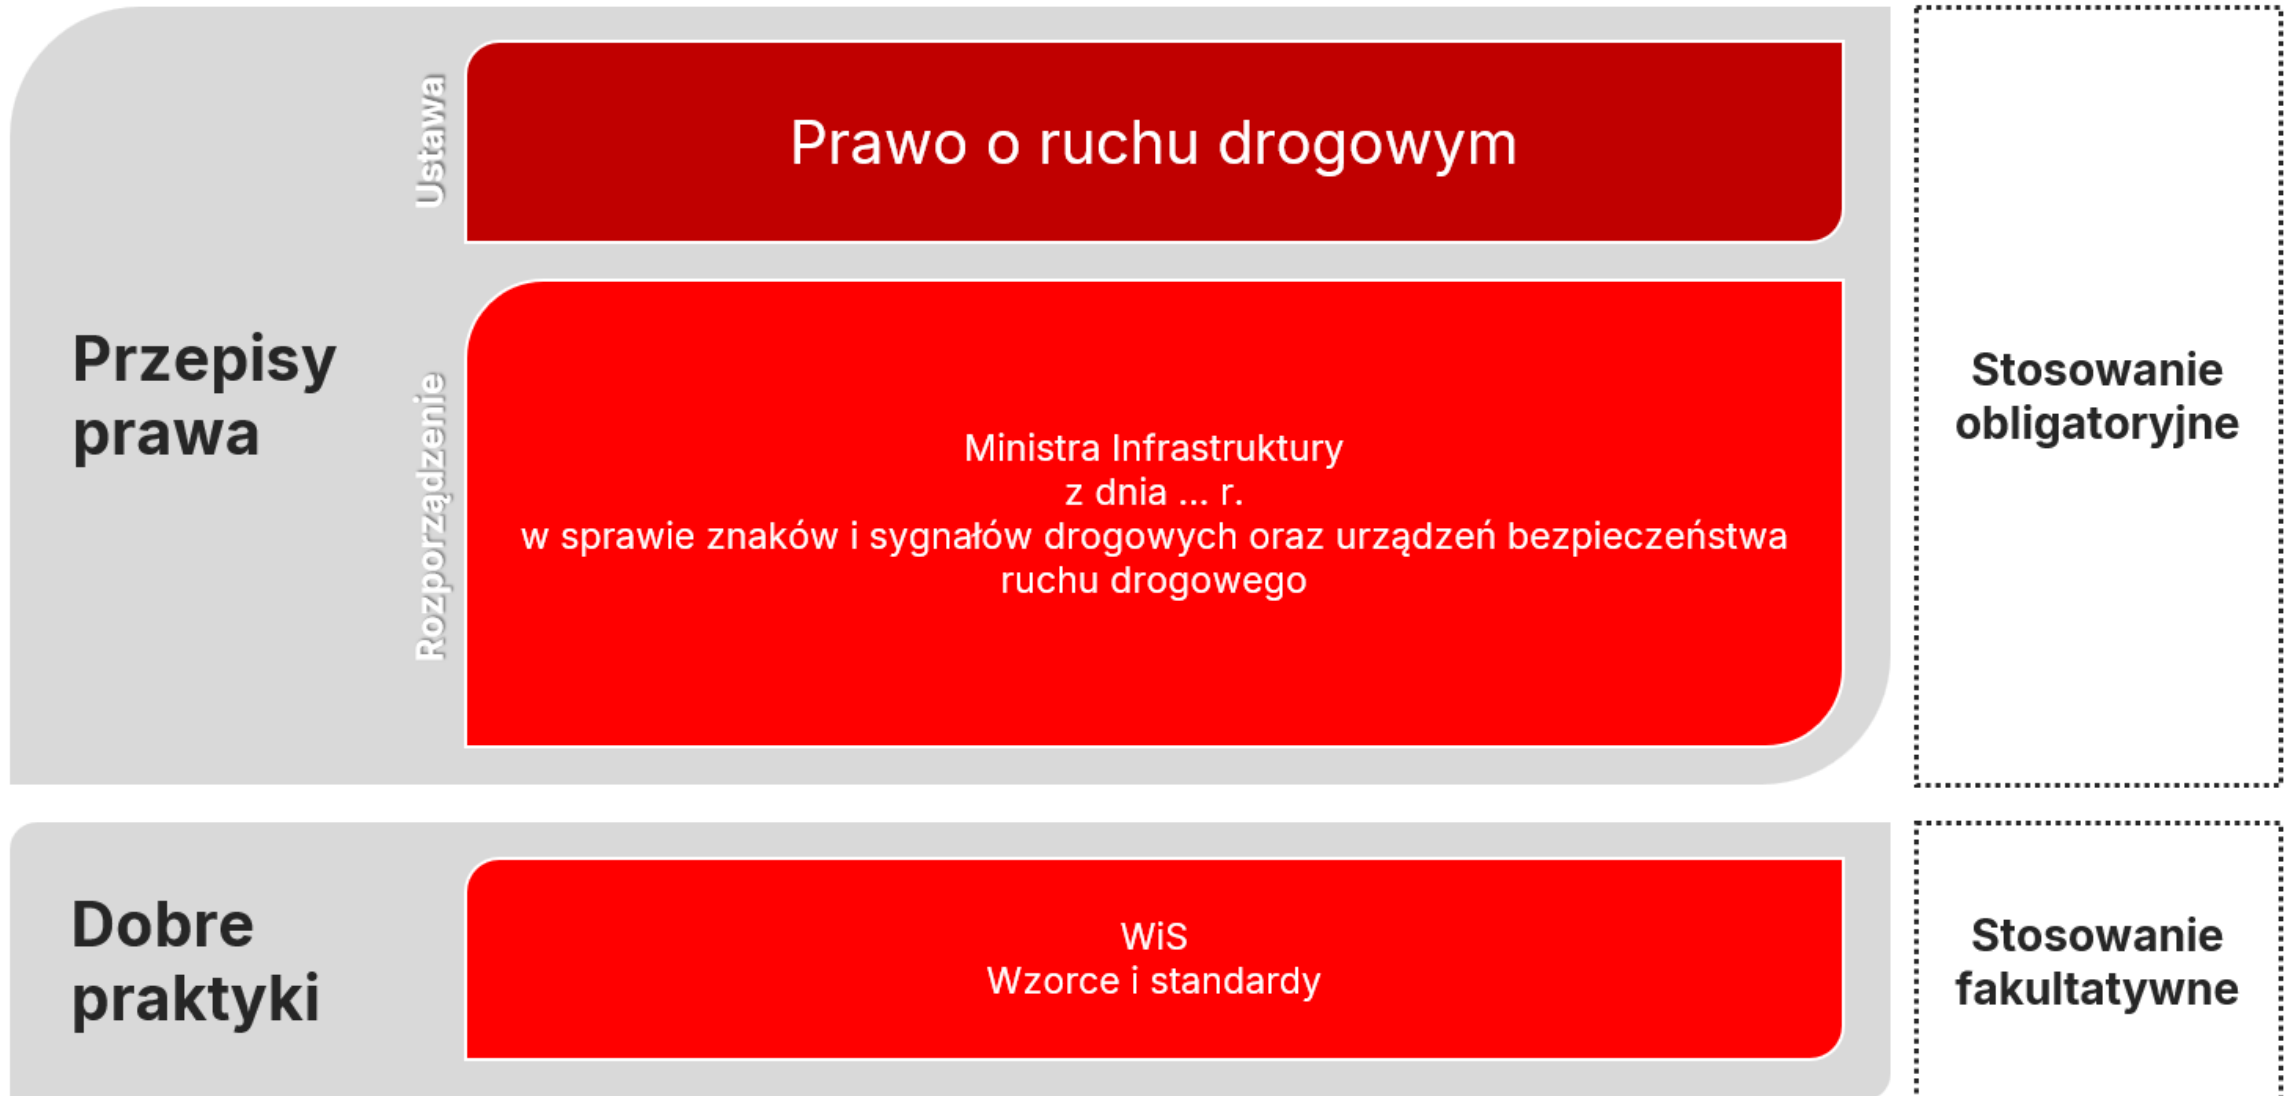 Przepisy
prawa
Ustawa
Prawo o ruchu drogowym
Rozporządzenie
Ministra Infrastruktury
z dnia ... r.
w sprawie znaków i sygnałów drogowych oraz urządzeń bezpieczeństwa
ruchu drogowego
Stosowanie
obligatoryjne
Dobre
praktyki
WiS
Wzorce i standardy
Stosowanie
fakultatywne